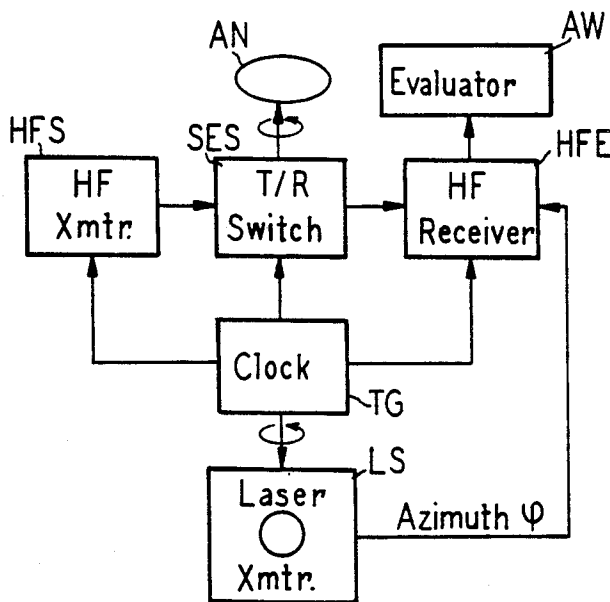 AN
AW
Evaluator
HFS
SES
HFE
HF
Xmtr.
T/R
Switch
HF
Receiver
Clock
TG
LS
Laser
Xmtr.
Azimuth φ